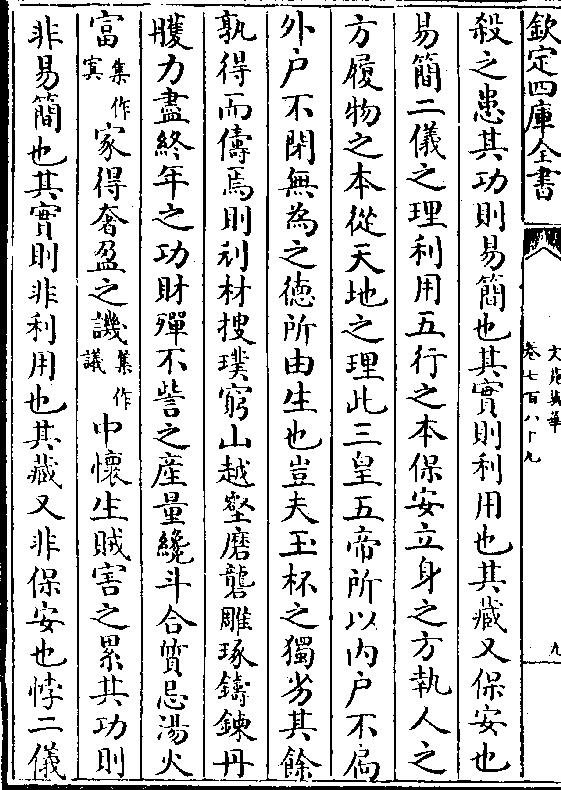 欽定四庫全書
文苑英華
卷七百八十九
九
殺之患其功則易簡也其實則利用也其藏又保安也
易簡二儀之理利用五行之本保安立身之方執人之
方履物之本從天地之理此三皇五帝所以内户不扄
外户不閉無為之徳所由生也豈夫玉杯之獨劣其餘
孰得而儔焉則刋材搜璞窮山越壑磨礱雕琢鑄鍊丹
雘力盡終年之功財殫不訾之産量纔斗合質忌湯火
富集作寘家得奢盈之譏集作議中懷生賊害之累其功則
非易簡也其實則非利用也其藏又非保安也悖二儀